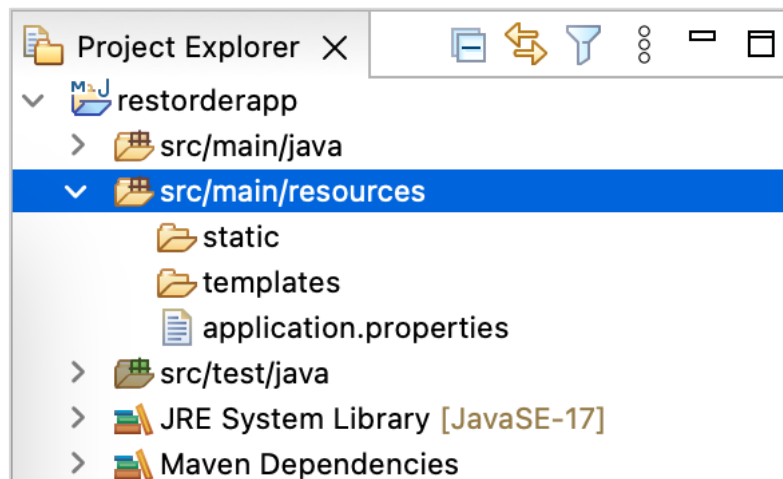 Project Explorer
restorderapp
src/main/java
src/main/resources
static
templates
application.properties
src/test/java
JRE System Library [JavaSE-17]
Maven Dependencies